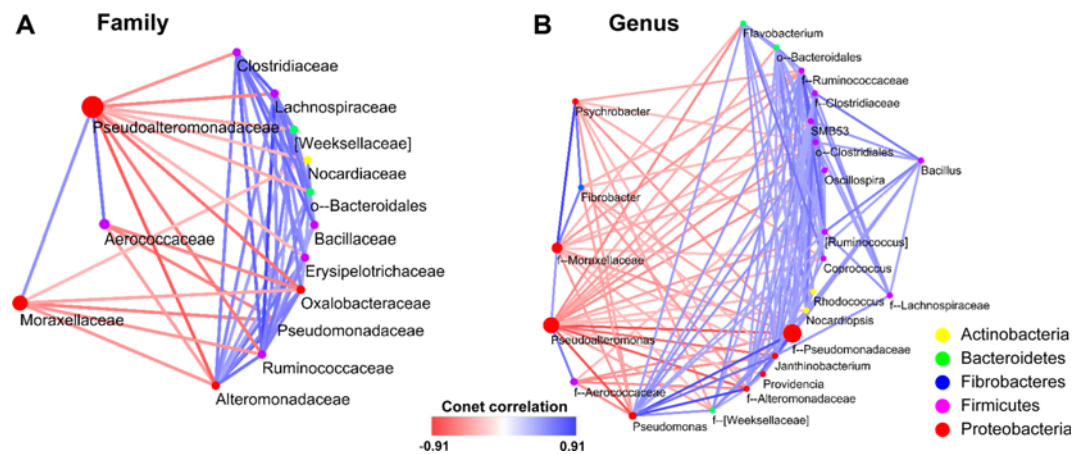 A Family
Clostridiaceae
Lachnospiraceae
Pseudoalteromonadaceae
[Weeksellaceae]
Nocardiaceae
o--Bacteroidales
Aerococcaceae
Bacillaceae
Erysipelotrichaceae
Oxalobacteraceae
Moraxellaceae
Pseudomonadaceae
Ruminococcaceae
Alteromonadaceae
B Genus
Flavobacterium
o--Bacteroidales
f--Ruminococcaceae
f--Clostridiaceae
Psychrobacter
SMB53
o--Clostridiales
Oscillospira
Bacillus
Fibrobacter
[Ruminococcus]
f--Moraxellaceae
Coprococcus
Rhodococcus
f--Lachnospiraceae
Nocardiopsis
Pseudoalteromonas
f--Pseudomonadaceae
Janthinobacterium
Providencia
f--Aerococcaceae
f--Alteromonadaceae
Pseudomonas
f--[Weeksellaceae]
Conet correlation
-0.91 0.91
Actinobacteria
Bacteroidetes
Fibrobacteres
Firmicutes
Proteobacteria